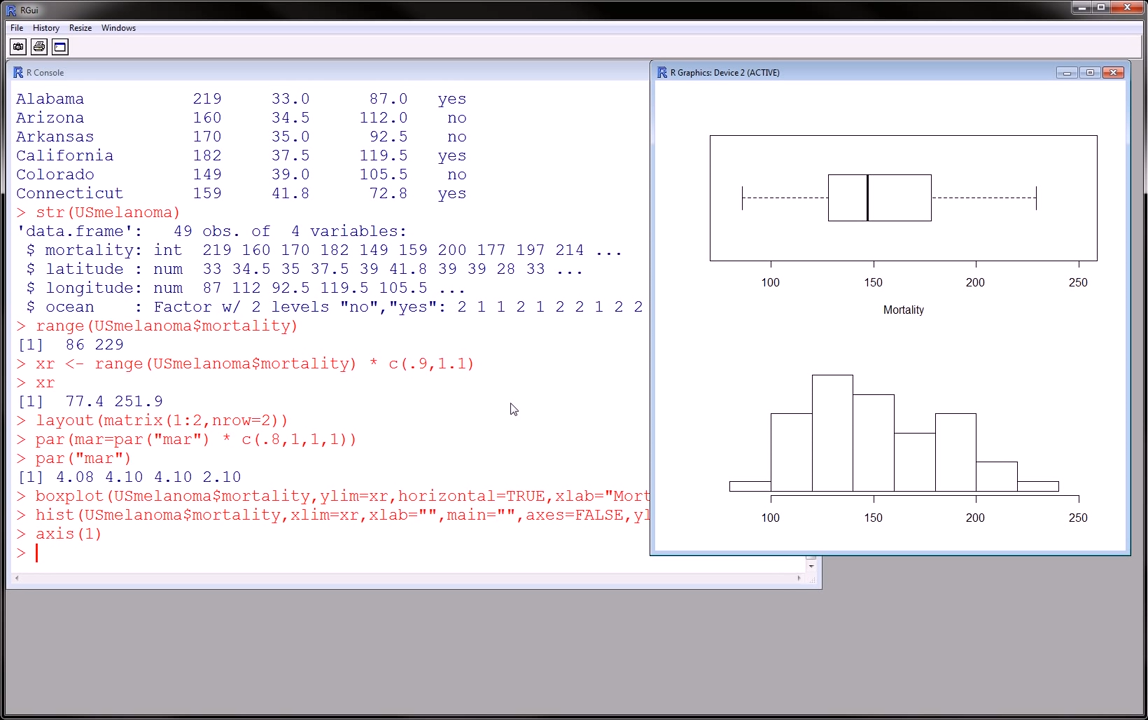 RGui
File History Resize Windows
R Console
Alabama 219 33.0 87.0 yes
Arizona 160 34.5 112.0 no
Arkansas 170 35.0 92.5 no
California 182 37.5 119.5 yes
Colorado 149 39.0 105.5 no
Connecticut 159 41.8 72.8 yes
> str(USmelanoma)
'data.frame': 49 obs. of 4 variables:
$ mortality: int 219 160 170 182 149 159 200 177 197 214 ...
$ latitude : num 33 34.5 35 37.5 39 41.8 39 39 28 33 ...
$ longitude: num 87 112 92.5 119.5 105.5 ...
$ ocean : Factor w/ 2 levels "no","yes": 2 1 1 2 1 2 2 1 2 2
> range(USmelanoma$mortality)
[1] 86 229
> xr <- range(USmelanoma$mortality) * c(.9,1.1)
> xr
[1] 77.4 251.9
> layout(matrix(1:2,nrow=2))
> par(mar=par("mar") * c(.8,1,1,1))
> par("mar")
[1] 4.08 4.10 4.10 2.10
> boxplot(USmelanoma$mortality,ylim=xr,horizontal=TRUE,xlab="Mort
> hist(USmelanoma$mortality,xlim=xr,xlab="",main="",axes=FALSE,yl
> axis(1)
>
R Graphics: Device 2 (ACTIVE)
100 150 200 250
Mortality
100 150 200 250